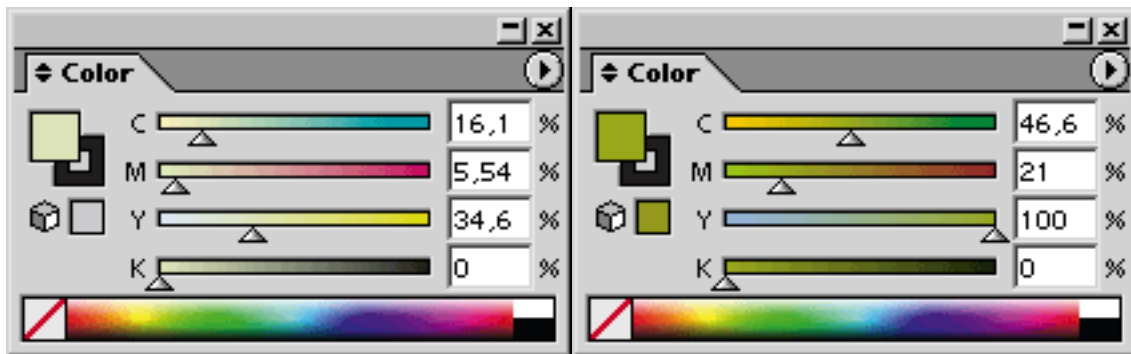 Color
C 16,1 %
M 5,54 %
Y 34,6 %
K 0 %
Color
C 46,6 %
M 21 %
Y 100 %
K 0 %